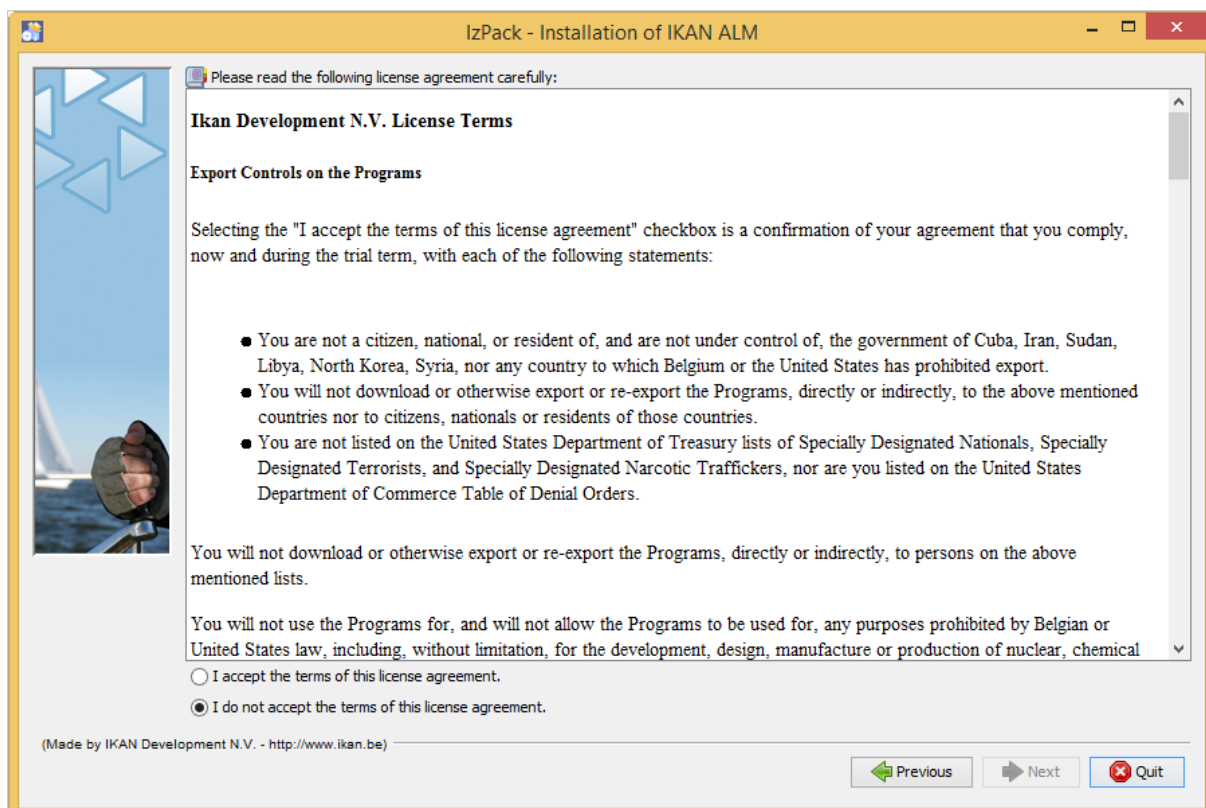 IzPack - Installation of IKAN ALM
Please read the following license agreement carefully:
Ikan Development N.V. License Terms
Export Controls on the Programs
Selecting the "I accept the terms of this license agreement" checkbox is a confirmation of your agreement that you comply,
now and during the trial term, with each of the following statements:
● You are not a citizen, national, or resident of, and are not under control of, the government of Cuba, Iran, Sudan,
Libya, North Korea, Syria, nor any country to which Belgium or the United States has prohibited export.
● You will not download or otherwise export or re-export the Programs, directly or indirectly, to the above mentioned
countries nor to citizens, nationals or residents of those countries.
● You are not listed on the United States Department of Treasury lists of Specially Designated Nationals, Specially
Designated Terrorists, and Specially Designated Narcotic Traffickers, nor are you listed on the United States
Department of Commerce Table of Denial Orders.
You will not download or otherwise export or re-export the Programs, directly or indirectly, to persons on the above
mentioned lists.
You will not use the Programs for, and will not allow the Programs to be used for, any purposes prohibited by Belgian or
United States law, including, without limitation, for the development, design, manufacture or production of nuclear, chemical
I accept the terms of this license agreement.
I do not accept the terms of this license agreement.
(Made by IKAN Development N.V. - http://www.ikan.be)
Previous
Next
Quit